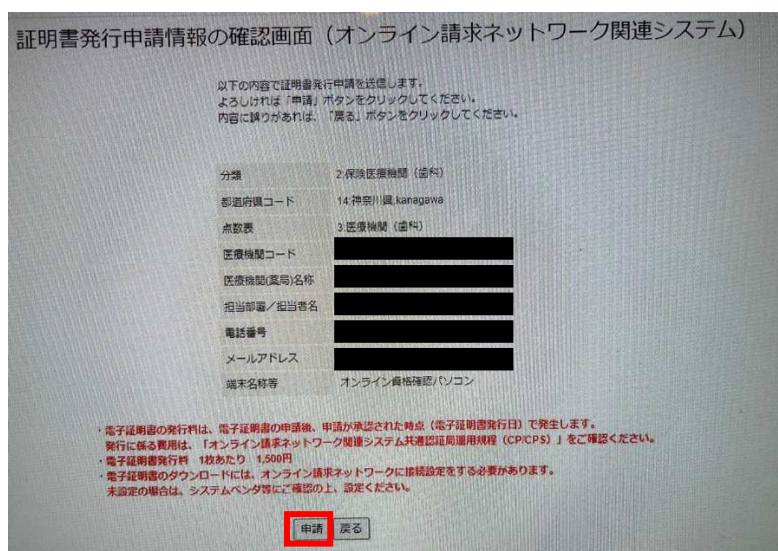 証明書発行申請情報の確認画面（オンライン請求ネットワーク関連システム）
以下の内容で証明書発行申請を送信します。
よろしければ「申請」ボタンをクリックしてください。
内容に誤りがあれば、「戻る」ボタンをクリックしてください。
分類 2:保険医療機関（歯科）
都道府県コード 14:神奈川県,kanagawa
点数表 3:医療機関（歯科）
医療機関コード
医療機関(薬局)名称
担当部署／担当者名
電話番号
メールアドレス
端末名称等 オンライン資格確認パソコン
・電子証明書の発行料は、電子証明書の申請後、申請が承認された時点（電子証明書発行日）で発生します。
発行に係る費用は、「オンライン請求ネットワーク関連システム共通認証局運用規程（CP/CPS）」をご確認ください。
・電子証明書発行料 1枚あたり 1,500円
・電子証明書のダウンロードには、オンライン請求ネットワークに接続設定をする必要があります。
未設定の場合は、システムベンダ等にご確認の上、設定ください。
申請 戻る